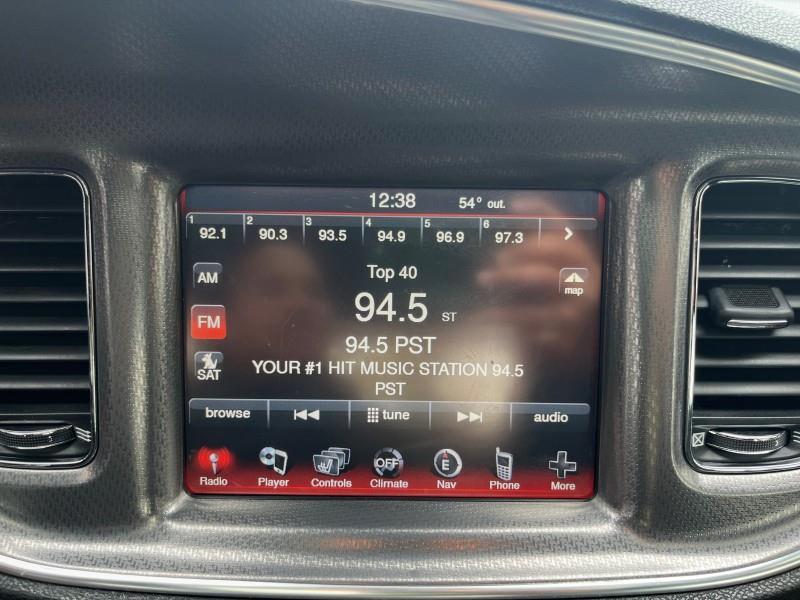 12:38 54° out.
1 92.1 2 90.3 3 93.5 4 94.9 5 96.9 6 97.3
AM Top 40 map
FM 94.5 ST
94.5 PST
SAT YOUR #1 HIT MUSIC STATION 94.5
PST
browse tune audio
OFF E
Radio Player Controls Climate Nav Phone More